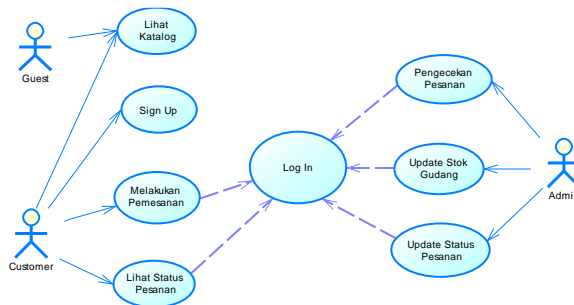 Lihat
Katalog
Guest
Sign Up
Melakukan
Pemesanan
Customer
Lihat Status
Pesanan
Log In
Pengecekan
Pesanan
Update Stok
Gudang
Admi
Update Status
Pesanan